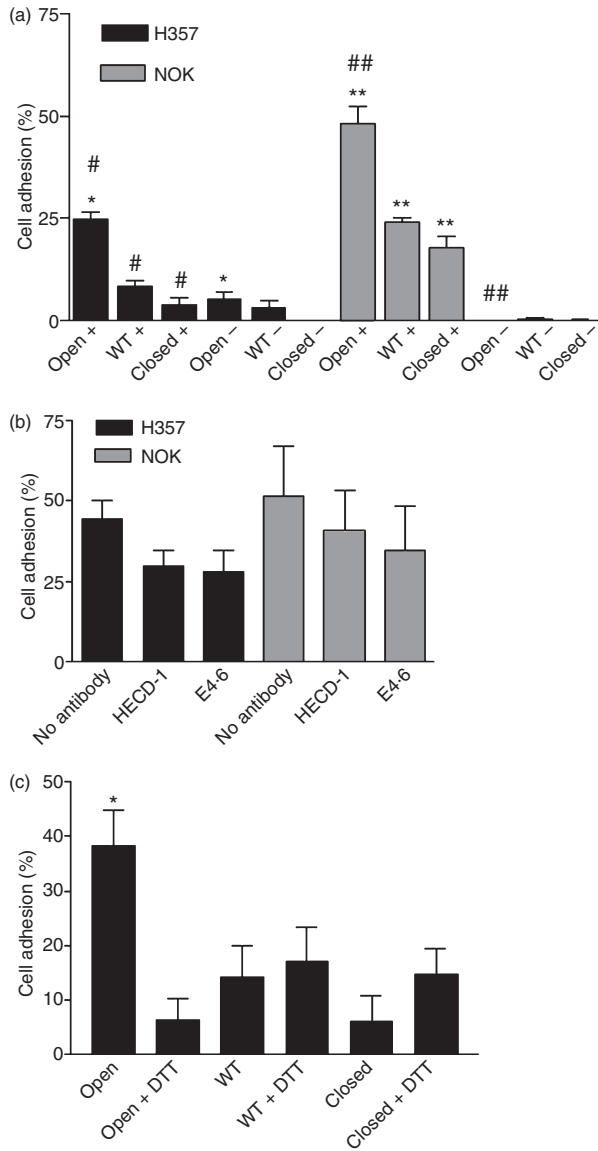 (a)
75
50
25
0
Cell adhesion (%)
H357
NOK
#
*
#
#
*
##
**
**
**
##
Open +
WT +
Closed +
Open –
WT –
Closed –
Open +
WT +
Closed +
Open –
WT –
Closed –
(b)
75
50
25
0
Cell adhesion (%)
H357
NOK
No antibody
HECD-1
E4·6
No antibody
HECD-1
E4·6
(c)
50
40
30
20
10
0
Cell adhesion (%)
*
Open
Open + DTT
WT
WT + DTT
Closed
Closed + DTT